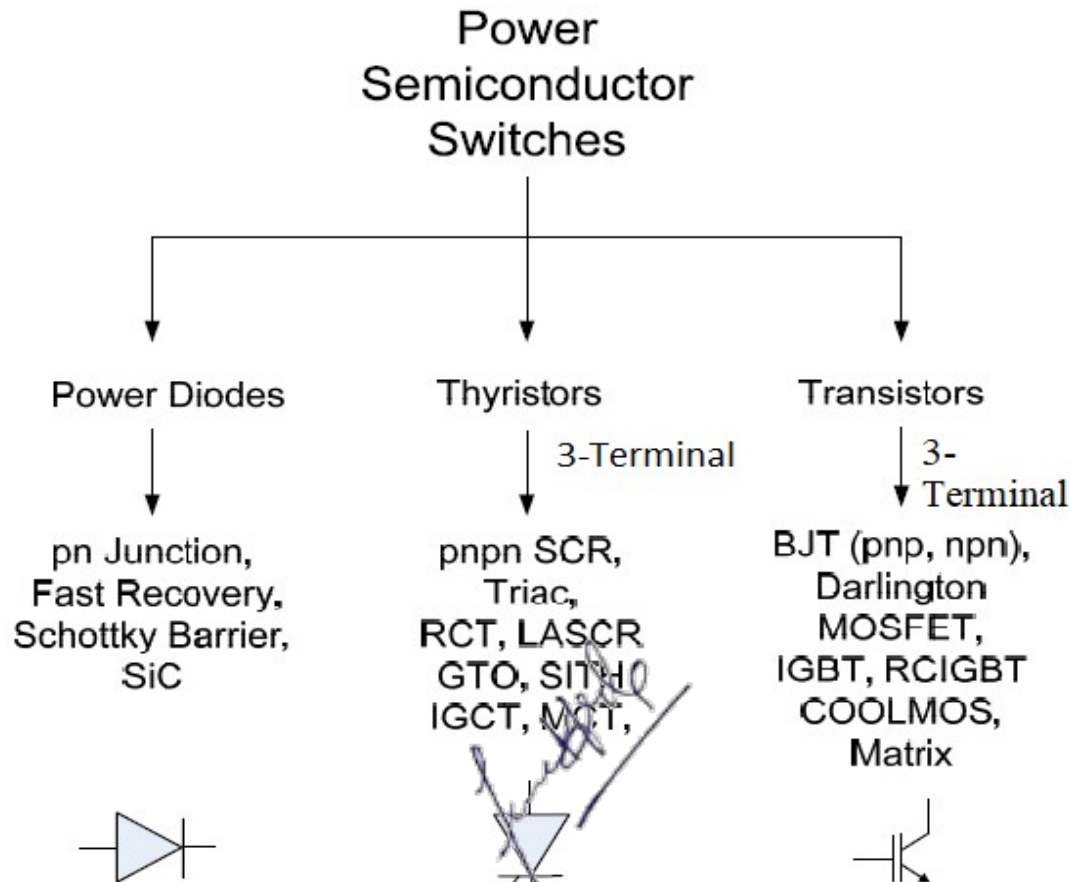 Power
Semiconductor
Switches
Power Diodes
Thyristors
Transistors
3-Terminal
3-
Terminal
pn Junction,
Fast Recovery,
Schottky Barrier,
SiC
pnpn SCR,
Triac,
RCT, LASCR
GTO, SITH
IGCT, MCT,
BJT (pnp, npn),
Darlington
MOSFET,
IGBT, RCIGBT
COOLMOS,
Matrix